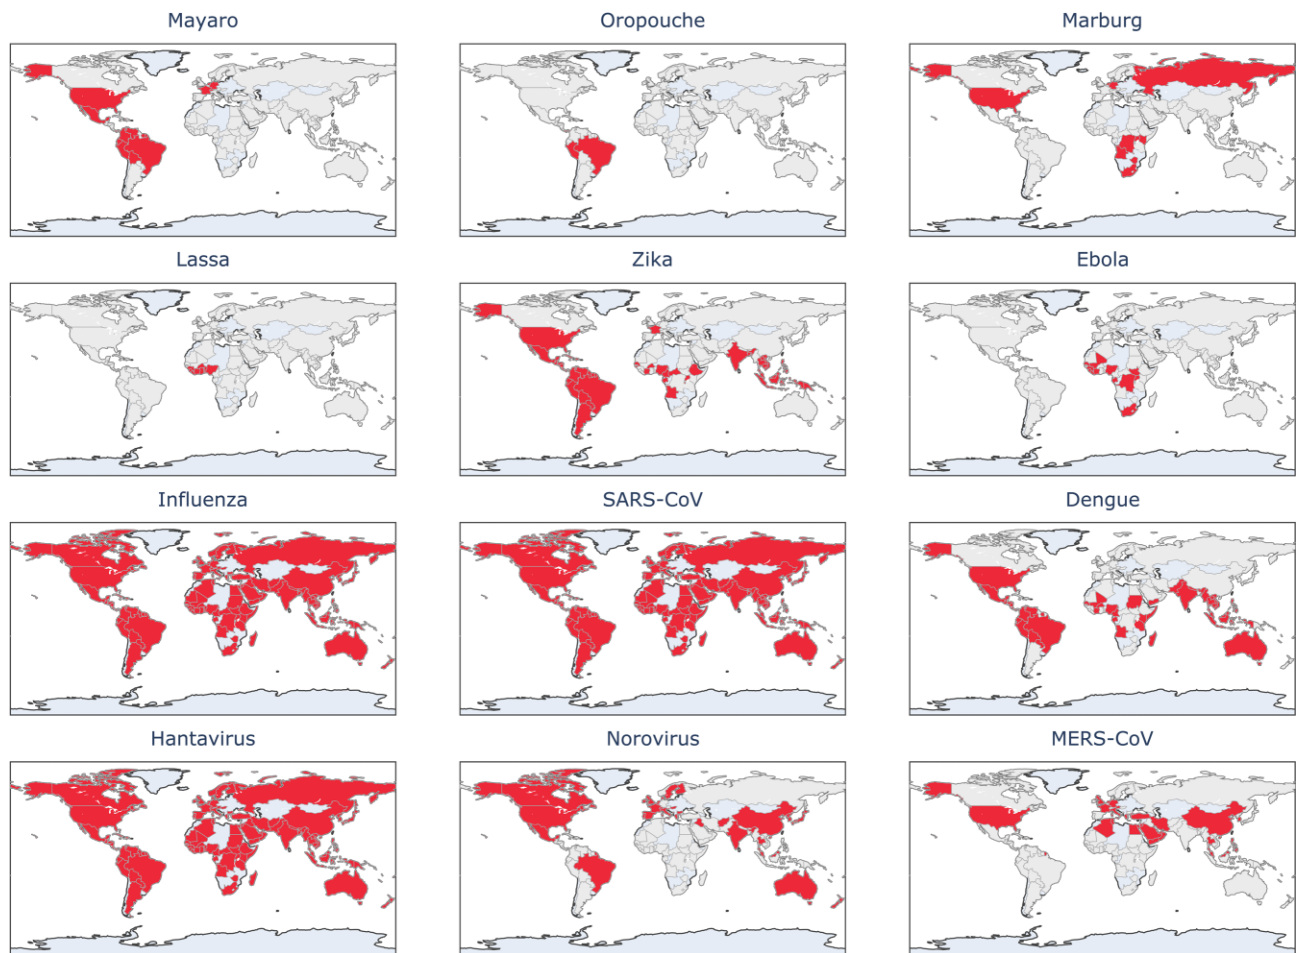 Mayaro
Oropouche
Marburg
Lassa
Zika
Ebola
Influenza
SARS-CoV
Dengue
Hantavirus
Norovirus
MERS-CoV